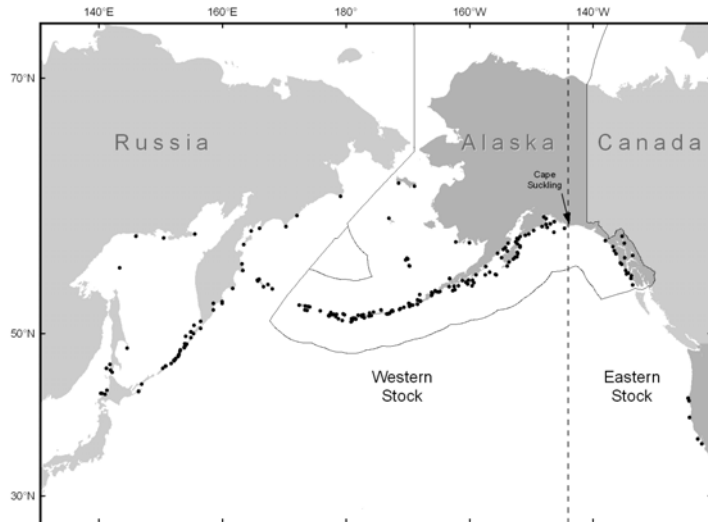 140°E 160°E 180° 160°W 140°W
70°N
Russia Alaska Canada
Cape
Suckling
50°N
Western
Stock
Eastern
Stock
30°N